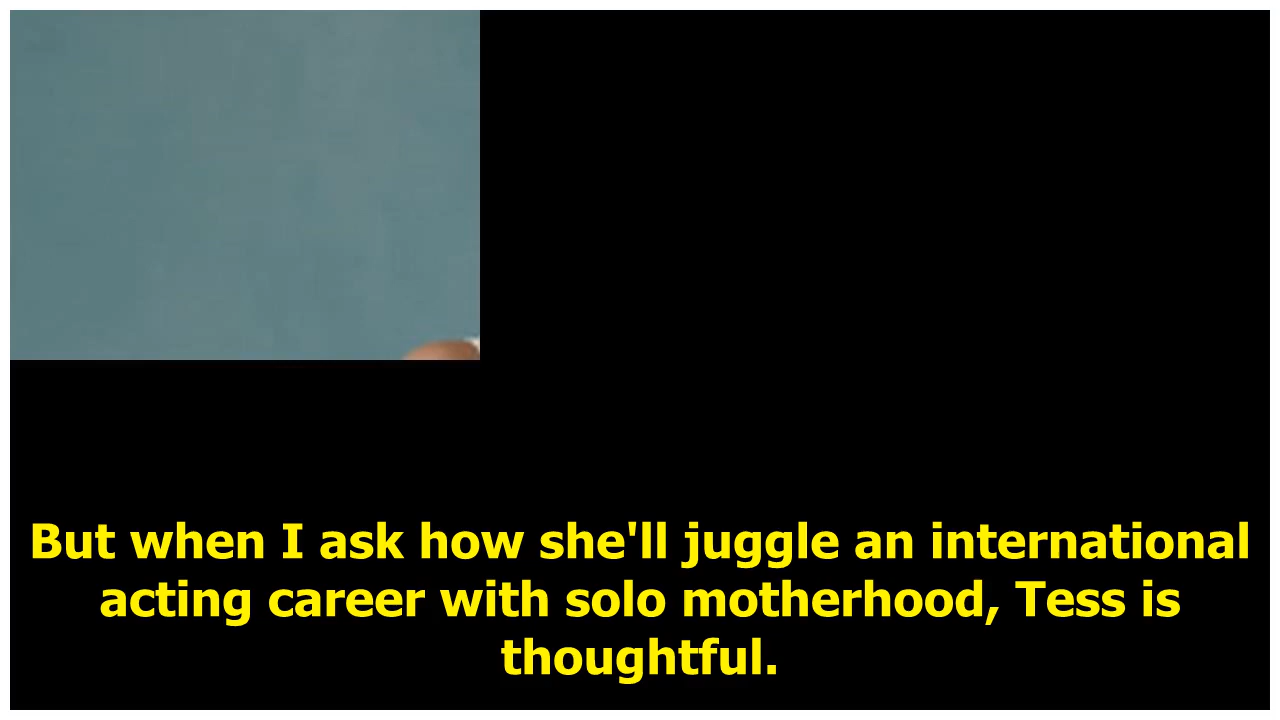 But when I ask how she'll juggle an international
acting career with solo motherhood, Tess is
thoughtful.